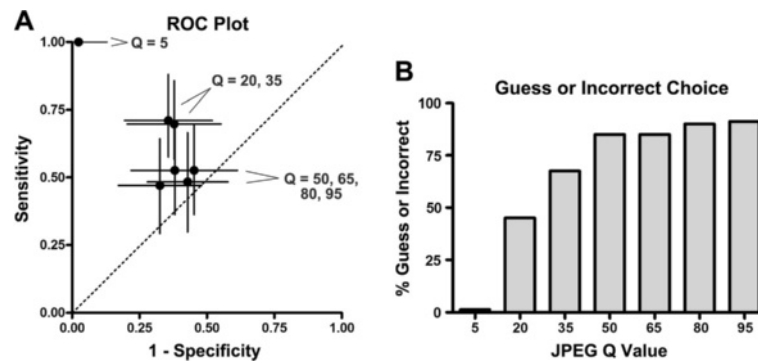 A
ROC Plot
1.00
0.75
0.50
0.25
0.00
Sensitivity
Q = 5
Q = 20, 35
Q = 50, 65,
80, 95
0.00 0.25 0.50 0.75 1.00
1 - Specificity
B
Guess or Incorrect Choice
100
75
50
25
0
% Guess or Incorrect
5 20 35 50 65 80 95
JPEG Q Value